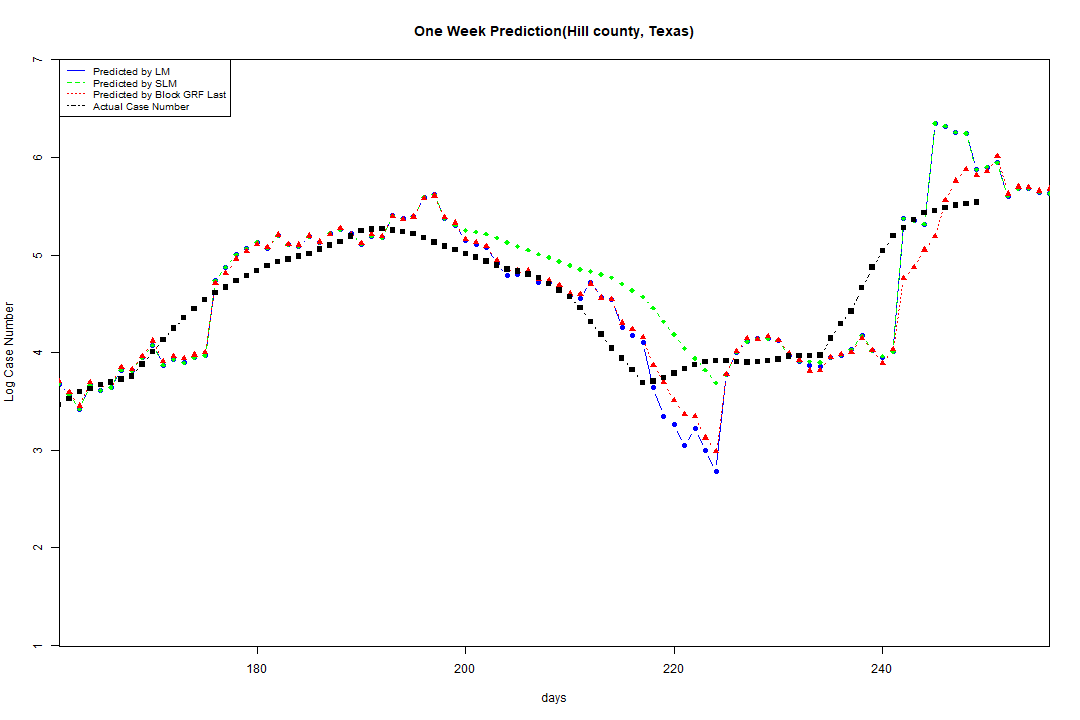 One Week Prediction(Hill county, Texas)
Predicted by LM
Predicted by SLM
Predicted by Block GRF Last
Actual Case Number
7
6
5
4
3
2
1
Log Case Number
180 200 220 240
days